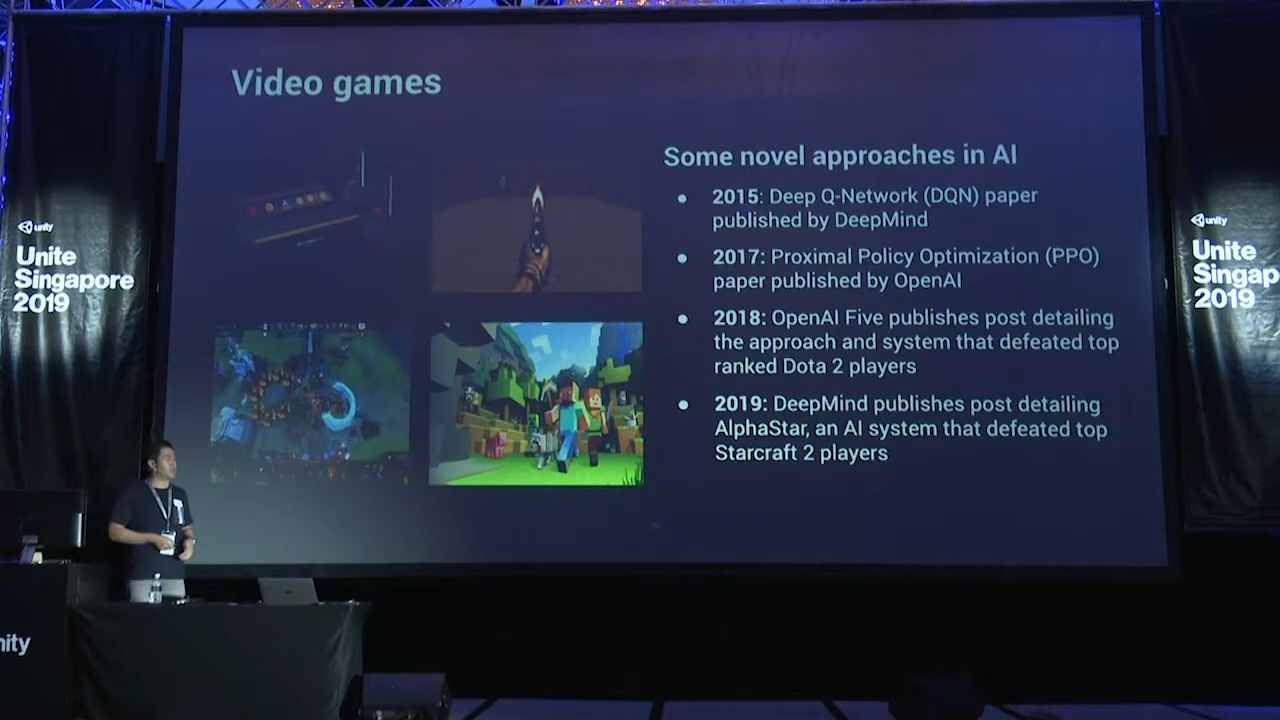 Video games
Some novel approaches in AI
2015: Deep Q-Network (DQN) paper
published by DeepMind
2017: Proximal Policy Optimization (PPO)
paper published by OpenAI
2018: OpenAI Five publishes post detailing
the approach and system that defeated top
ranked Dota 2 players
2019: DeepMind publishes post detailing
AlphaStar, an AI system that defeated top
Starcraft 2 players
unity
Unite
Singapore
2019
unity
Unite
Singap
2019
nity